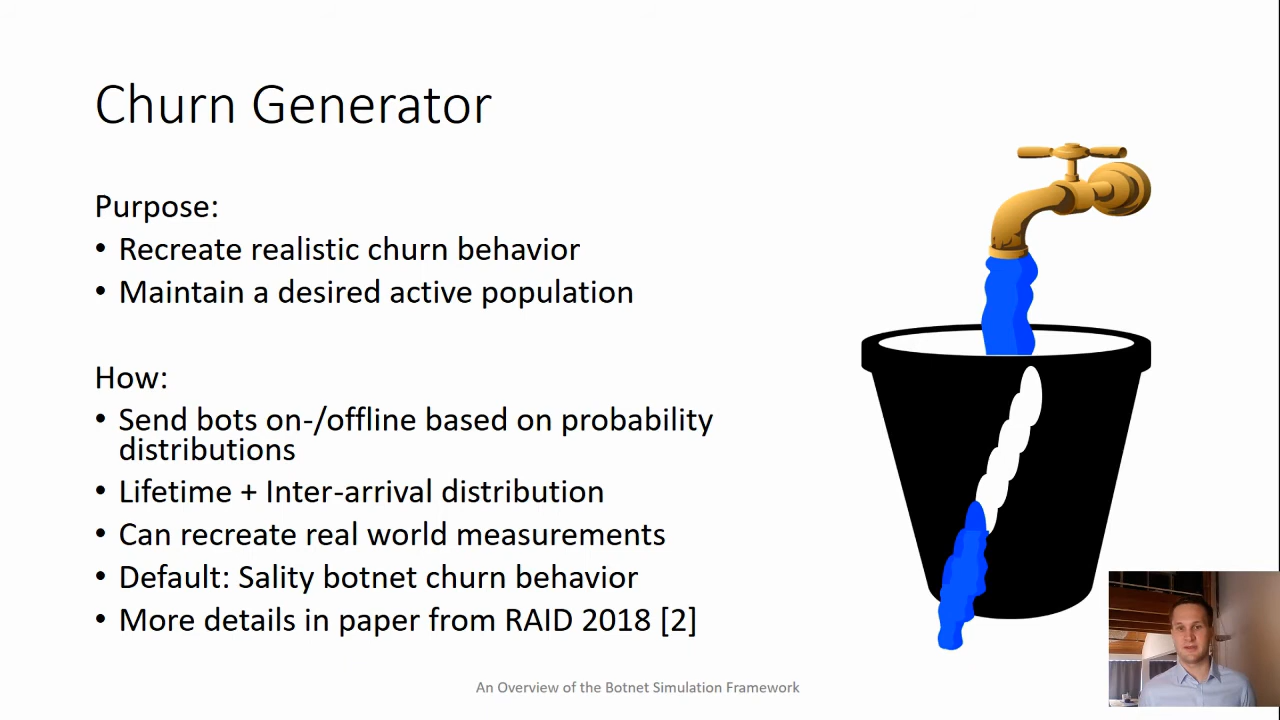 Churn Generator
Purpose:
• Recreate realistic churn behavior
• Maintain a desired active population
How:
• Send bots on-/offline based on probability
distributions
• Lifetime + Inter-arrival distribution
• Can recreate real world measurements
• Default: Sality botnet churn behavior
• More details in paper from RAID 2018 [2]
An Overview of the Botnet Simulation Framework